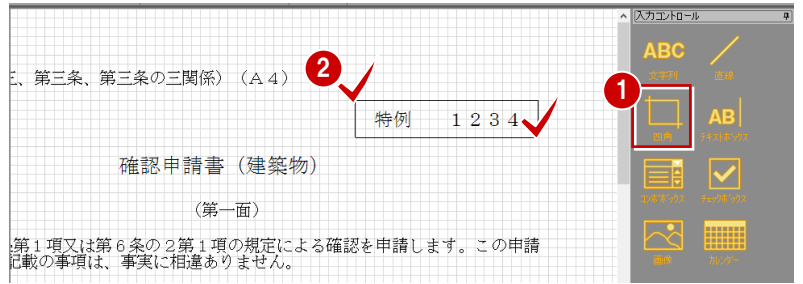 入力コントロール
ABC
文字列
直線
三、第三条、第三条の三関係）（Ａ４）
2
1
特例　１２３４
四角
AB
テキストボックス
確認申請書（建築物）
コンボボックス
チェックボックス
（第一面）
第１項又は第６条の２第１項の規定による確認を申請します。この申請
記載の事項は、事実に相違ありません。
画像
カレンダー